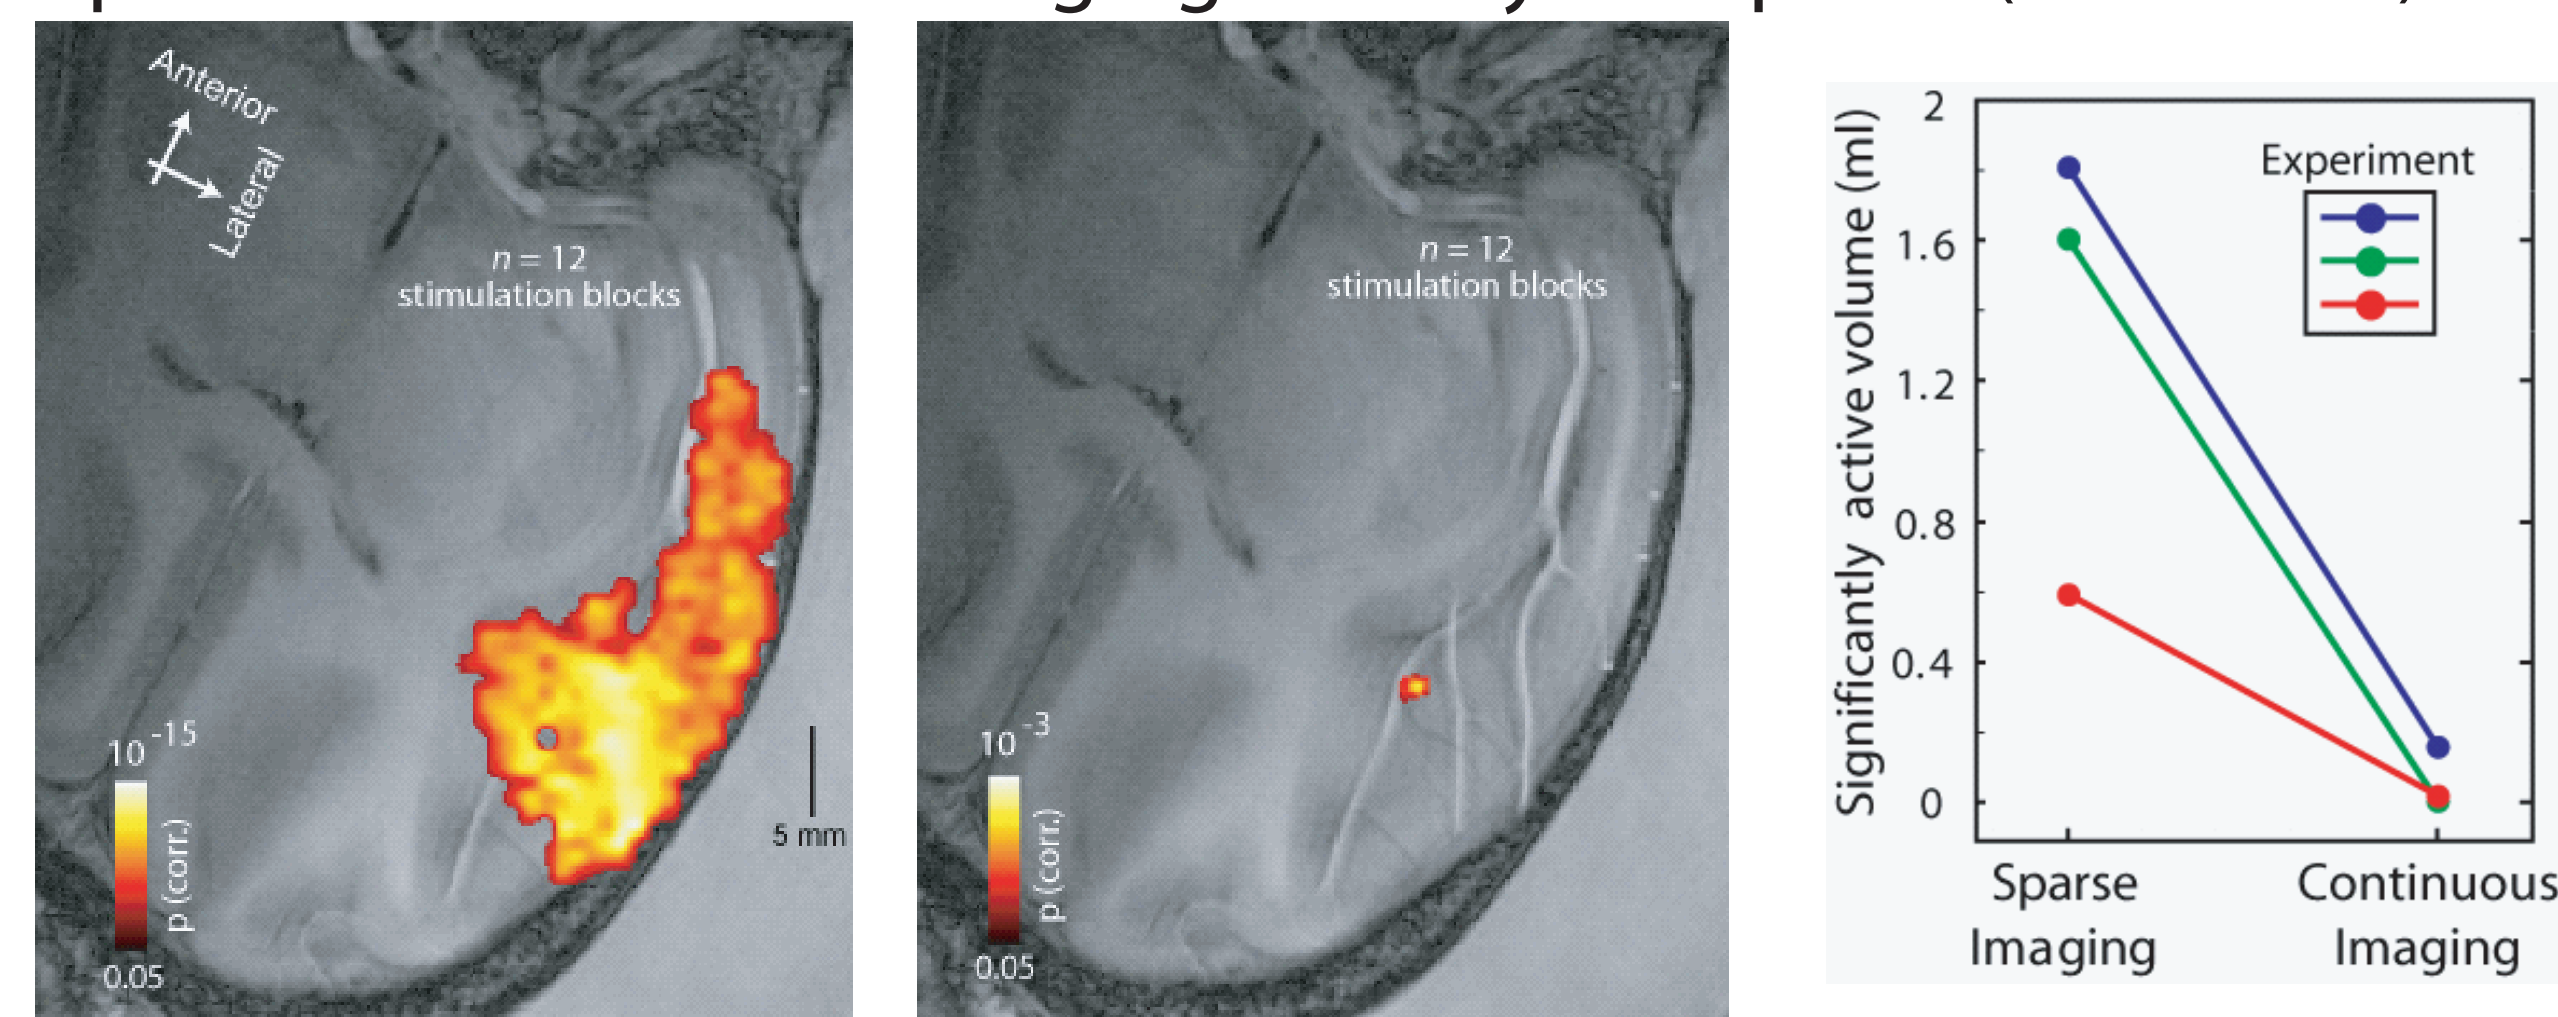 Anterior
Lateral
n = 12
stimulation blocks
10 -15
p (corr.)
0.05
5 mm
n = 12
stimulation blocks
10 -3
p (corr.)
0.05
Significantly active volume (ml)
2
1.6
1.2
0.8
0.4
0
Experiment
Sparse
Imaging
Continuous
Imaging